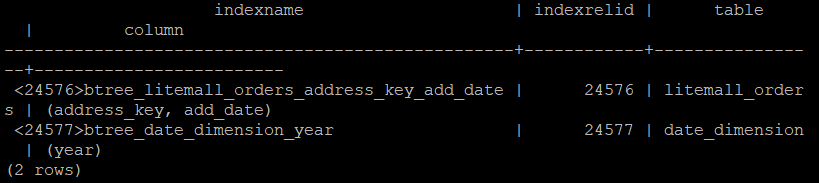 indexname | indexrelid | table
| column
---------------------------------------------------+------------+---------------
--+-------------------------
<24576>btree_litemall_orders_address_key_add_date | 24576 | litemall_order
s | (address_key, add_date)
<24577>btree_date_dimension_year | 24577 | date_dimension
| (year)
(2 rows)